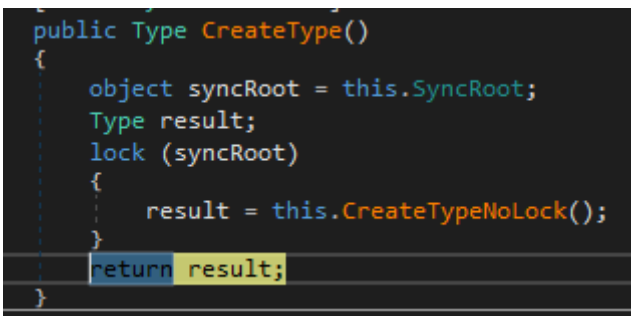 public Type CreateType()
{
object syncRoot = this.SyncRoot;
Type result;
lock (syncRoot)
{
result = this.CreateTypeNoLock();
}
return result;
}